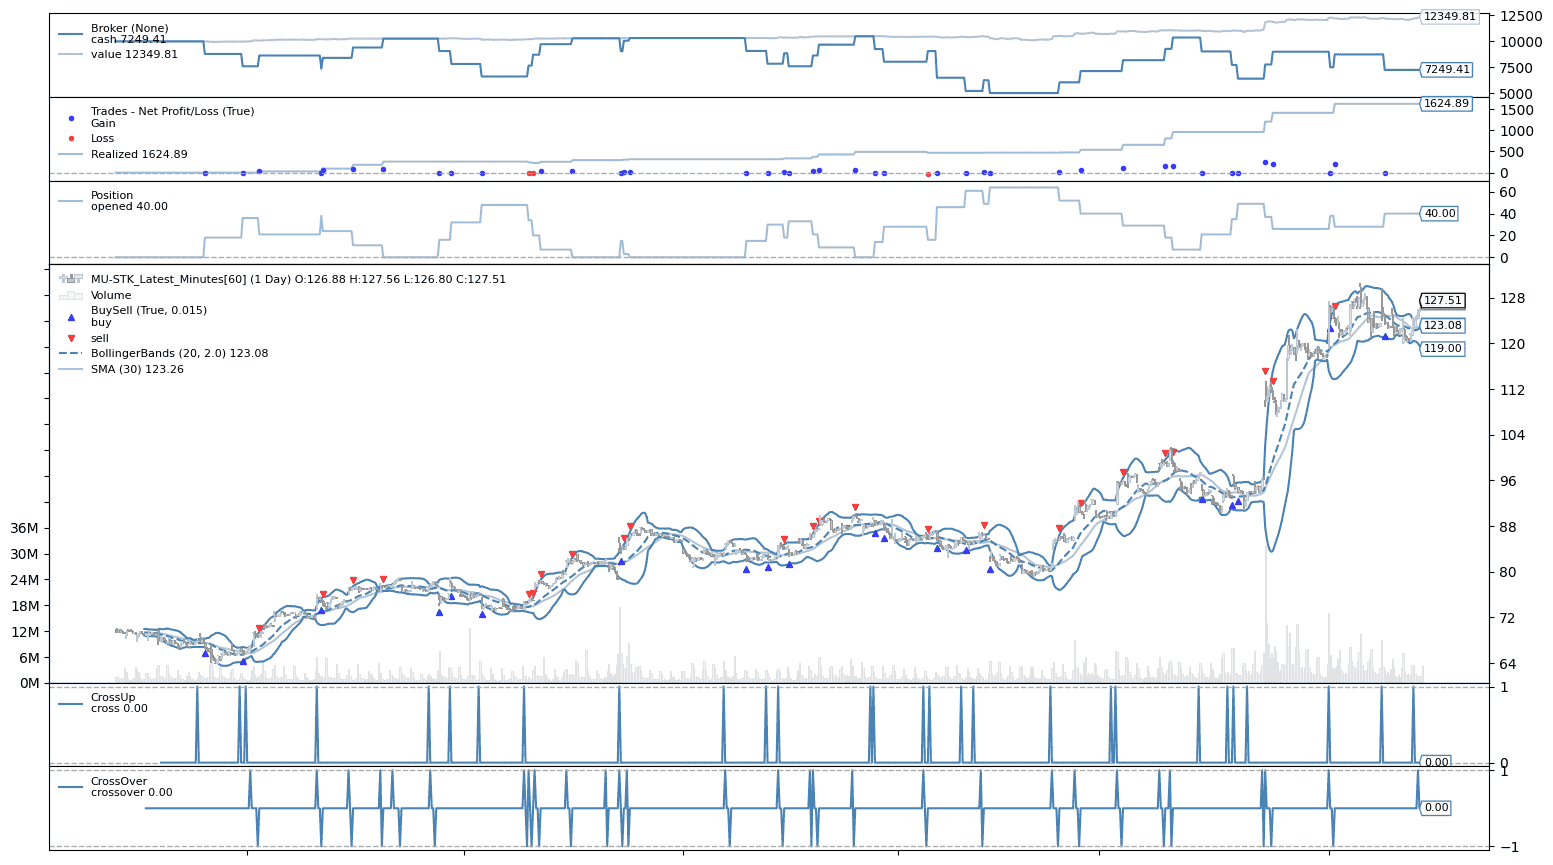 Broker (None)
cash 7249.41
value 12349.81
12349.81
7249.41
12500
10000
7500
5000
Trades - Net Profit/Loss (True)
Gain
Loss
Realized 1624.89
1624.89
1500
1000
500
0
Position
opened 40.00
40.00
60
40
20
0
MU-STK_Latest_Minutes[60] (1 Day) O:126.88 H:127.56 L:126.80 C:127.51
Volume
BuySell (True, 0.015)
buy
sell
BollingerBands (20, 2.0) 123.08
SMA (30) 123.26
127.51
123.08
119.00
128
120
112
104
96
88
80
72
64
36M
30M
24M
18M
12M
6M
0M
CrossUp
cross 0.00
0.00
1
0
CrossOver
crossover 0.00
0.00
1
−1